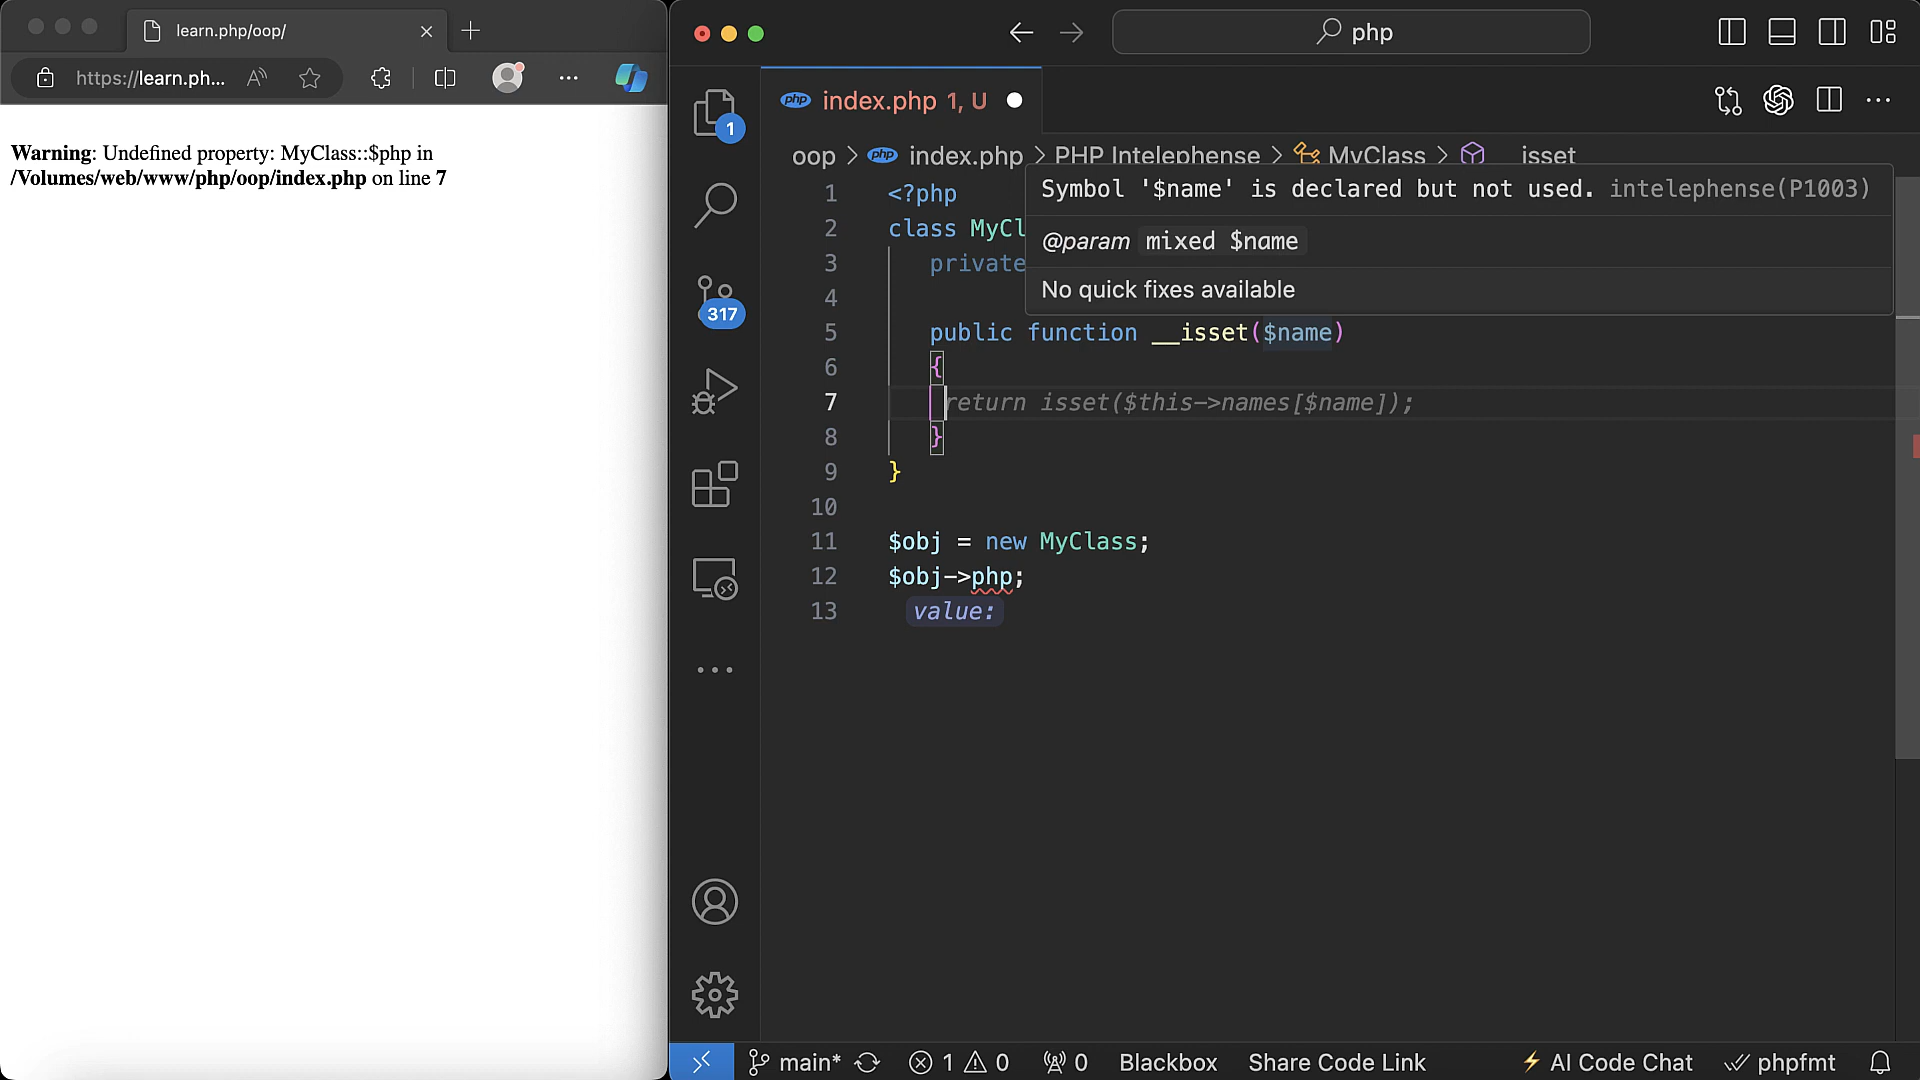 learn.php/oop/
https://learn.ph...
Warning: Undefined property: MyClass::$php in
/Volumes/web/www/php/oop/index.php on line 7
php
1
317
php index.php 1, U
oop > php index.php > PHP Intelephense > MyClass > __isset
Symbol '$name' is declared but not used. intelephense(P1003)
@param mixed $name
No quick fixes available
1 <?php
2 class MyCl
3 private
4
5 public function __isset($name)
6 {
7 return isset($this->names[$name]);
8 }
9 }
10
11 $obj = new MyClass;
12 $obj->php;
13 value:
main* 1 0 0 Blackbox Share Code Link AI Code Chat phpfmt